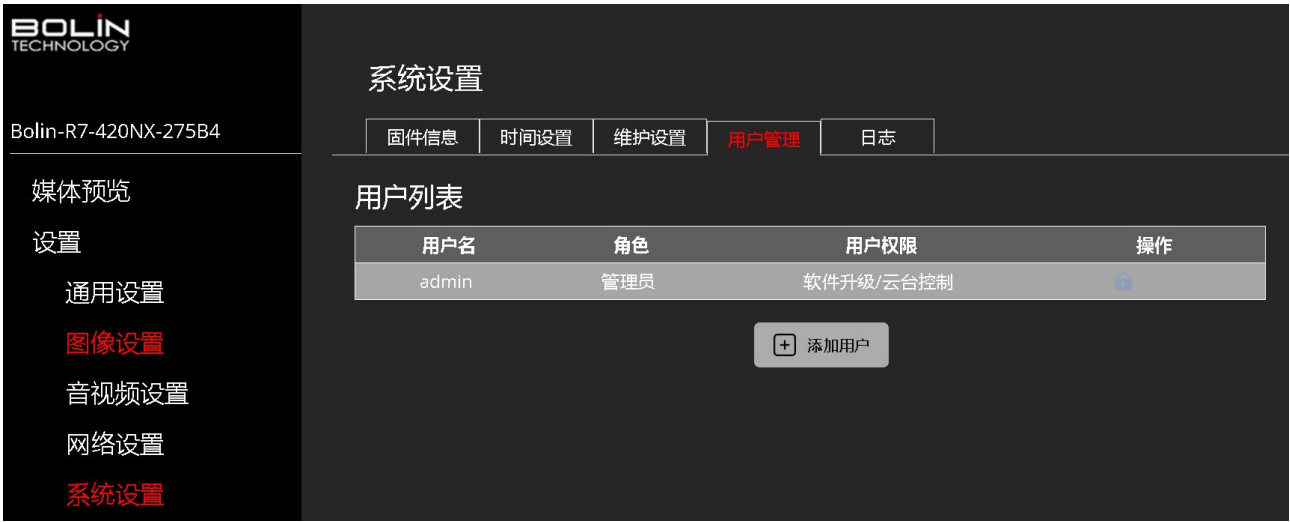 BOLIN
TECHNOLOGY
Bolin-R7-420NX-275B4
媒体预览
设置
通用设置
图像设置
音视频设置
网络设置
系统设置
系统设置
固件信息 时间设置 维护设置 用户管理 日志
用户列表
用户名 角色 用户权限 操作
admin 管理员 软件升级/云台控制
添加用户